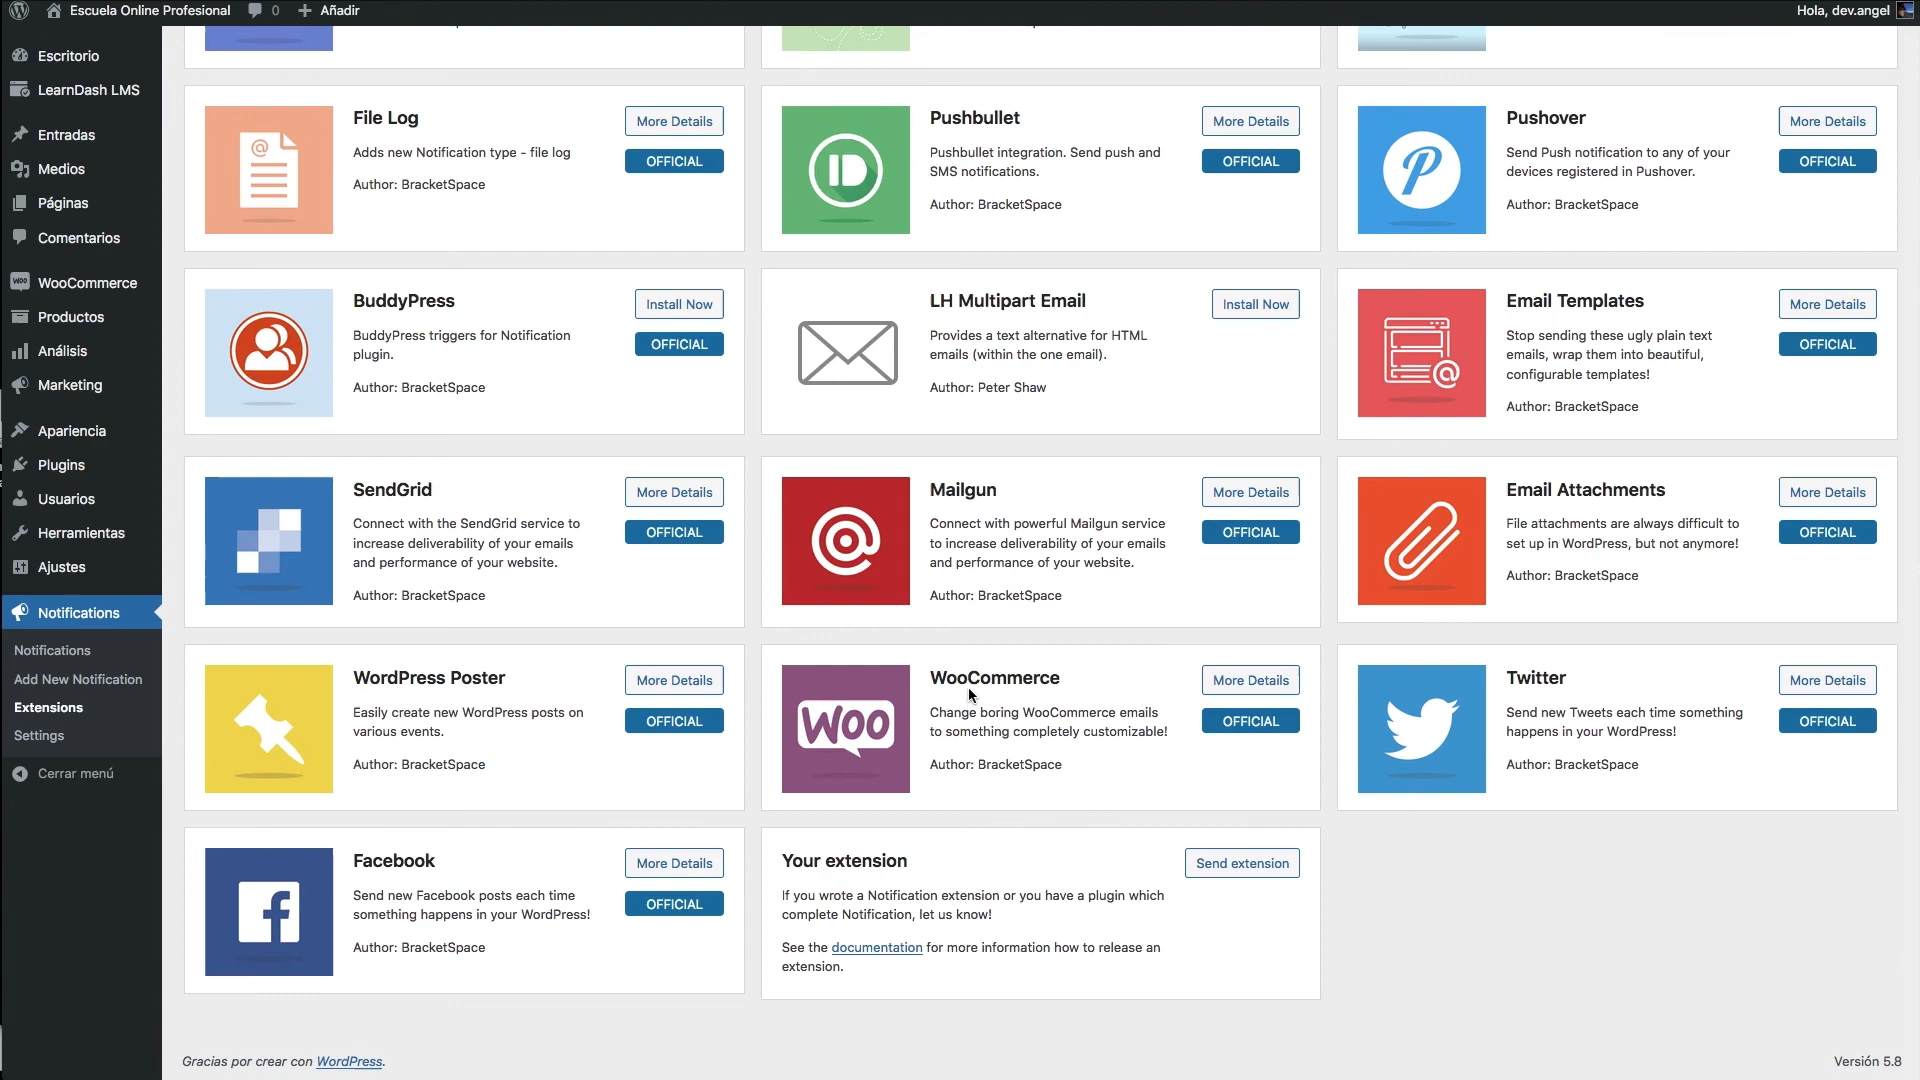 Escuela Online Profesional
0
Añadir
Hola, dev.angel
Escritorio
LearnDash LMS
Entradas
Medios
Páginas
Comentarios
WooCommerce
Productos
Análisis
Marketing
Apariencia
Plugins
Usuarios
Herramientas
Ajustes
Notifications
Notifications
Add New Notification
Extensions
Settings
Cerrar menú
File Log
More Details
Adds new Notification type - file log
OFFICIAL
Author: BracketSpace
Pushbullet
More Details
Pushbullet integration. Send push and
SMS notifications.
OFFICIAL
Author: BracketSpace
Pushover
More Details
Send Push notification to any of your
devices registered in Pushover.
OFFICIAL
Author: BracketSpace
BuddyPress
Install Now
BuddyPress triggers for Notification
plugin.
OFFICIAL
Author: BracketSpace
LH Multipart Email
Install Now
Provides a text alternative for HTML
emails (within the one email).
Author: Peter Shaw
Email Templates
More Details
Stop sending these ugly plain text
emails, wrap them into beautiful,
configurable templates!
OFFICIAL
Author: BracketSpace
SendGrid
More Details
Connect with the SendGrid service to
increase deliverability of your emails
and performance of your website.
OFFICIAL
Author: BracketSpace
Mailgun
More Details
Connect with powerful Mailgun service
to increase deliverability of your emails
and performance of your website.
OFFICIAL
Author: BracketSpace
Email Attachments
More Details
File attachments are always difficult to
set up in WordPress, but not anymore!
OFFICIAL
Author: BracketSpace
WordPress Poster
More Details
Easily create new WordPress posts on
various events.
OFFICIAL
Author: BracketSpace
WOO
WooCommerce
More Details
Change boring WooCommerce emails
to something completely customizable!
OFFICIAL
Author: BracketSpace
Twitter
More Details
Send new Tweets each time something
happens in your WordPress!
OFFICIAL
Author: BracketSpace
Facebook
More Details
Send new Facebook posts each time
something happens in your WordPress!
OFFICIAL
Author: BracketSpace
Your extension
Send extension
If you wrote a Notification extension or you have a plugin which
complete Notification, let us know!
See the documentation for more information how to release an
extension.
Gracias por crear con WordPress.
Versión 5.8